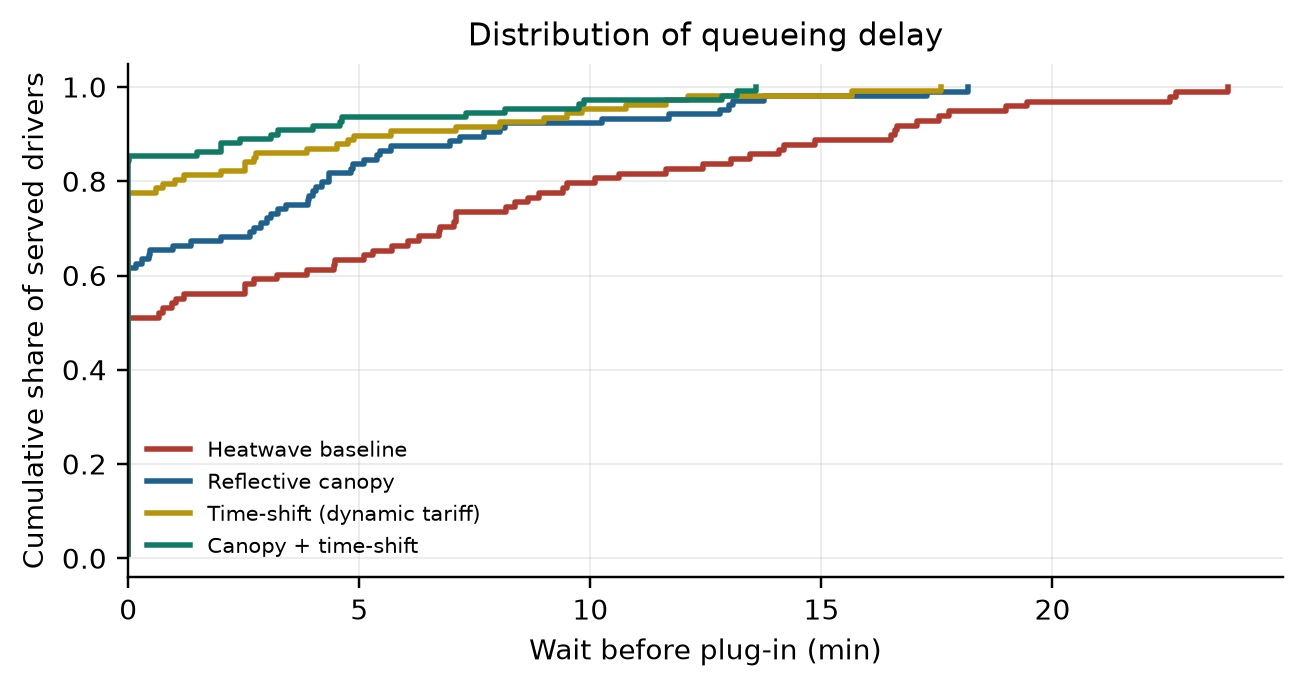 Distribution of queueing delay
Cumulative share of served drivers
1.0
0.8
0.6
0.4
0.2
0.0
Heatwave baseline
Reflective canopy
Time-shift (dynamic tariff)
Canopy + time-shift
0 5 10 15 20
Wait before plug-in (min)